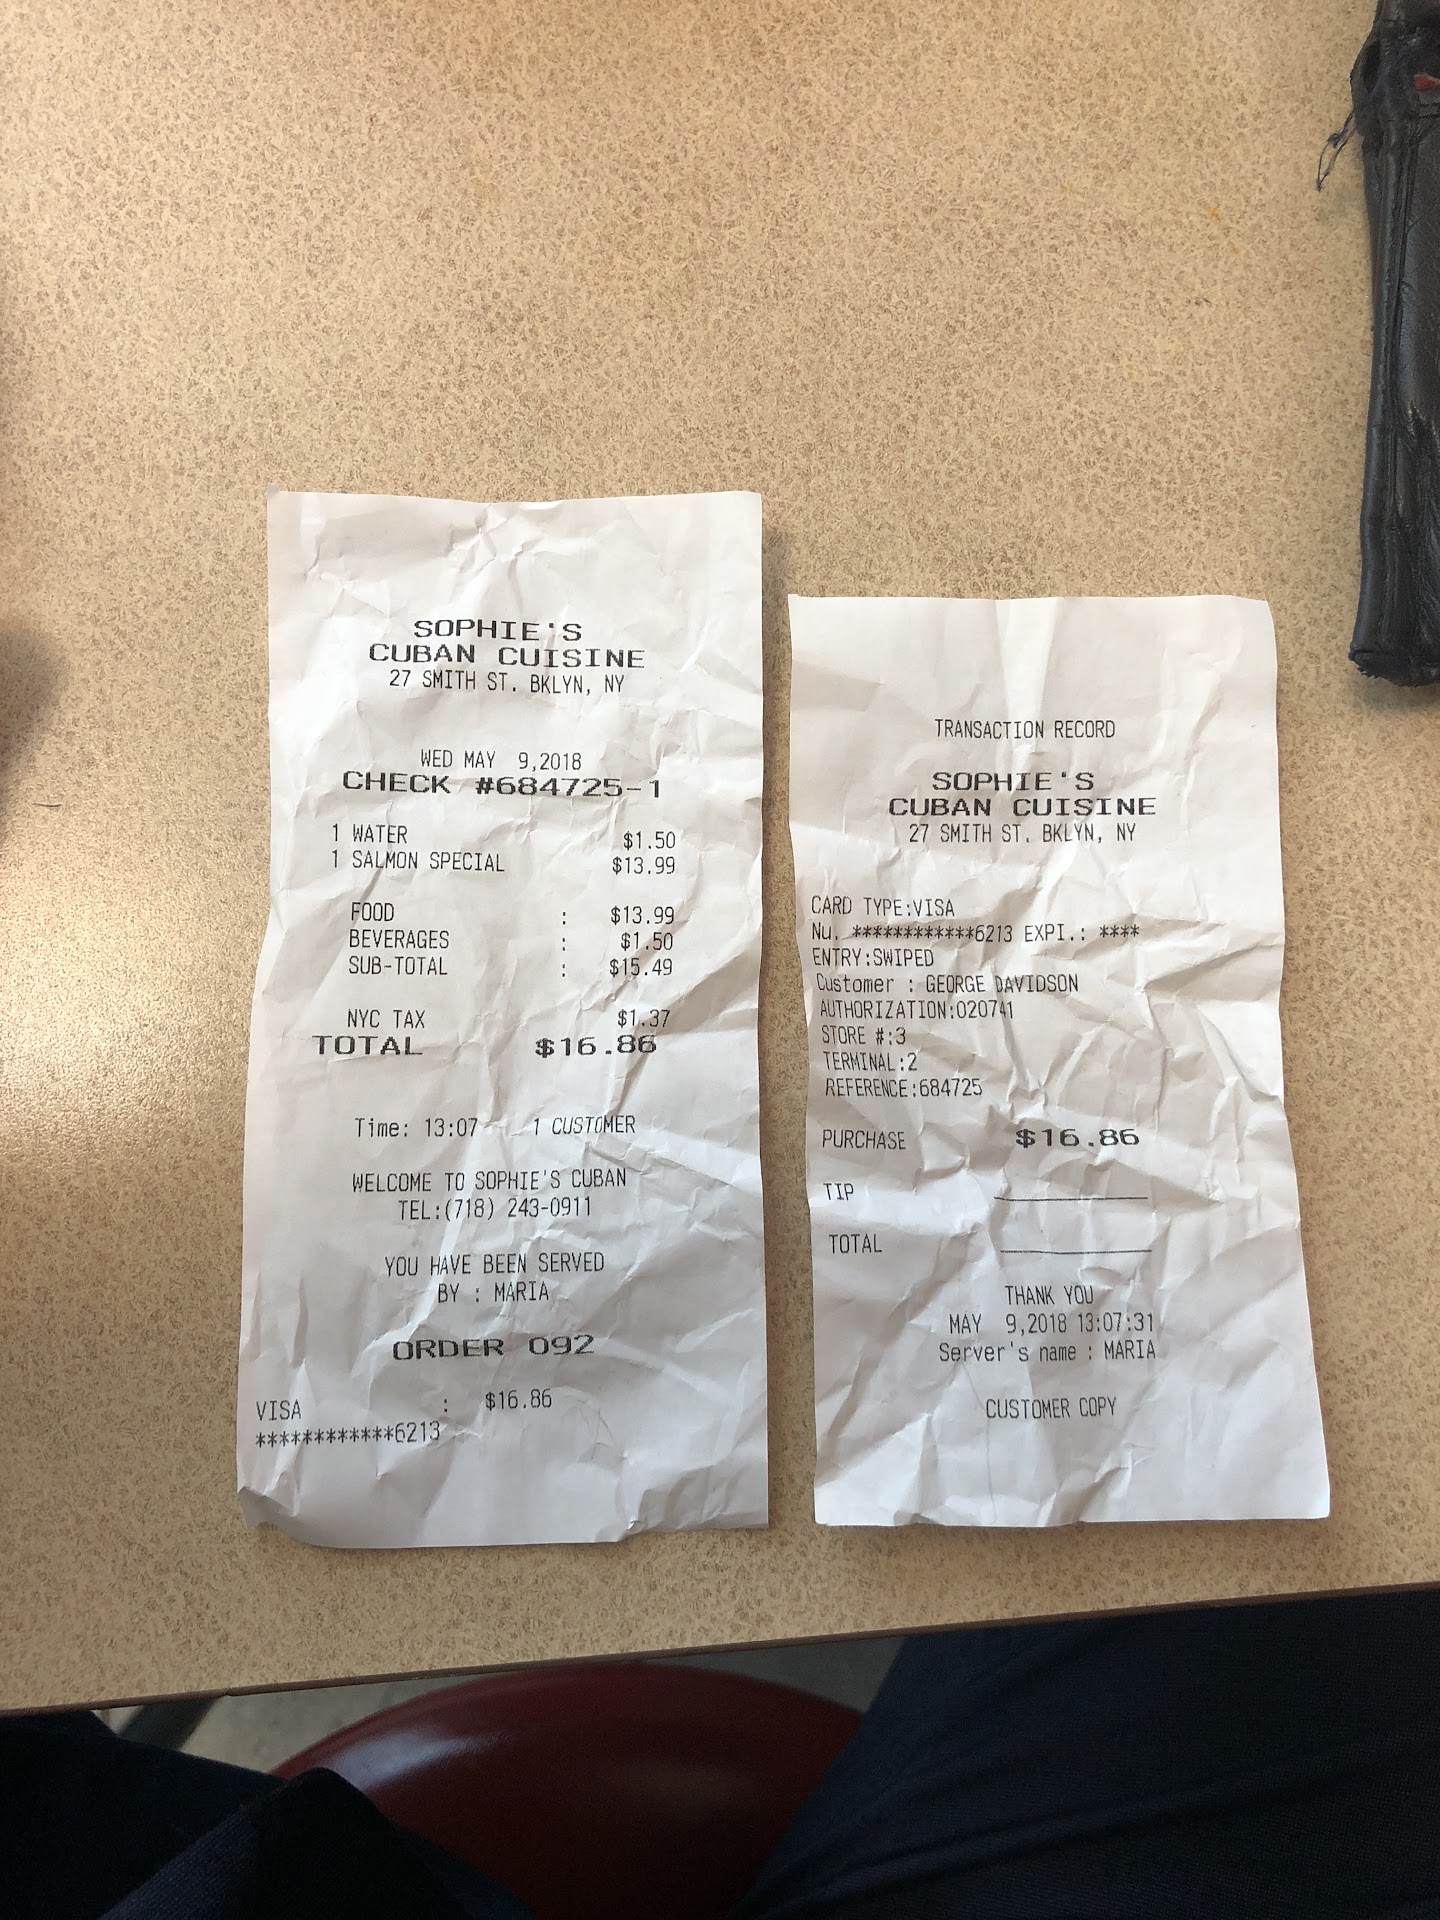 SOPHIE'S
CUBAN CUISINE
27 SMITH ST. BKLYN, NY
WED MAY 9,2018
CHECK #684725-1
1 WATER $1.50
1 SALMON SPECIAL $13.99
FOOD : $13.99
BEVERAGES : $1.50
SUB-TOTAL : $15.49
NYC TAX $1.37
TOTAL $16.86
Time: 13:07 1 CUSTOMER
WELCOME TO SOPHIE'S CUBAN
TEL:(718) 243-0911
YOU HAVE BEEN SERVED
BY : MARIA
ORDER 092
VISA : $16.86
************6213
TRANSACTION RECORD
SOPHIE'S
CUBAN CUISINE
27 SMITH ST. BKLYN, NY
CARD TYPE:VISA
Nu. ************6213 EXPI.: ****
ENTRY:SWIPED
Customer : GEORGE DAVIDSON
AUTHORIZATION:020741
STORE #:3
TERMINAL:2
REFERENCE:684725
PURCHASE $16.86
TIP
TOTAL
THANK YOU
MAY 9,2018 13:07:31
Server's name : MARIA
CUSTOMER COPY